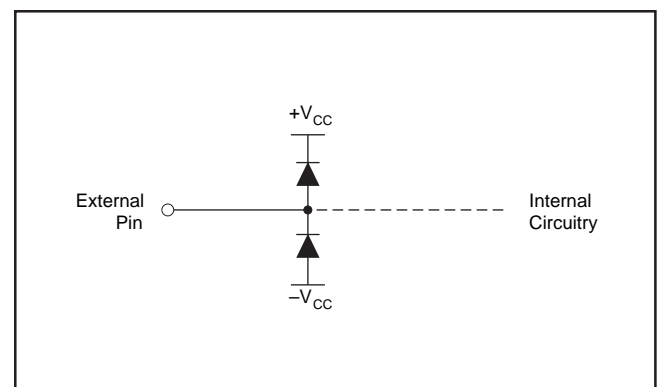 +VCC
External
Pin
Internal
Circuitry
–VCC